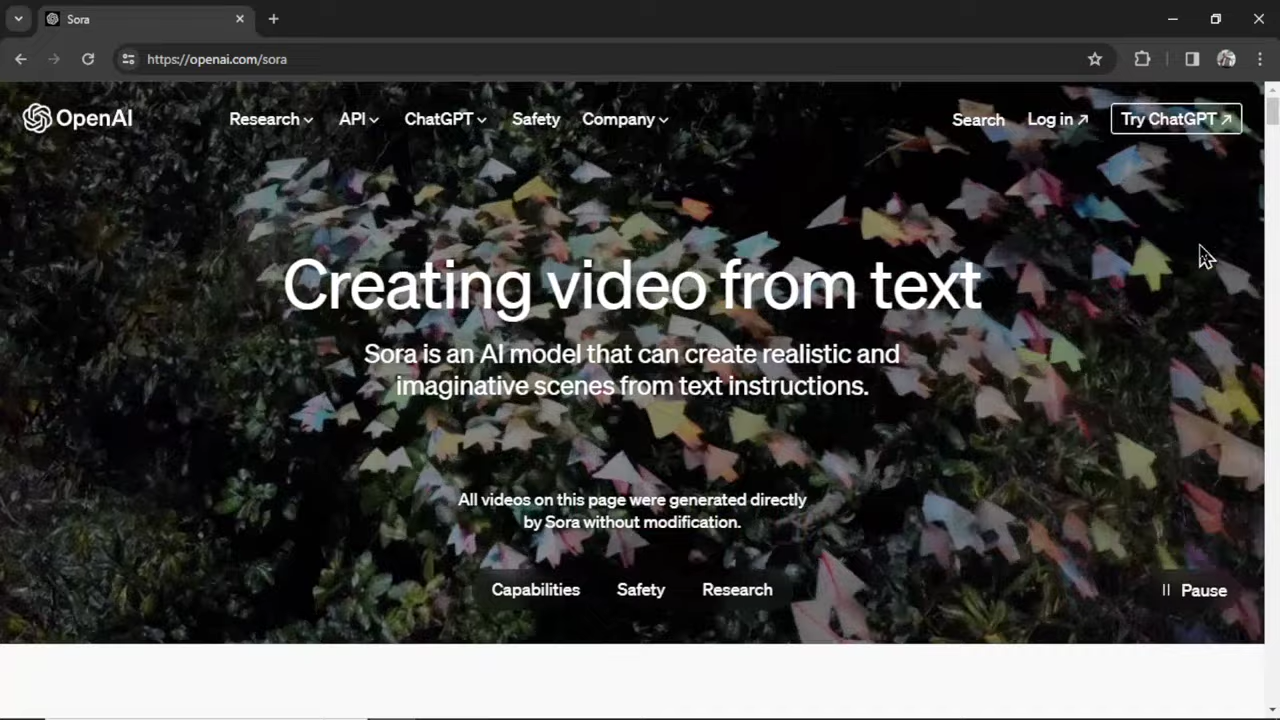 Sora
https://openai.com/sora
OpenAI
Research
API
ChatGPT
Safety
Company
Search
Log in ↗
Try ChatGPT ↗
Creating video from text
Sora is an AI model that can create realistic and
imaginative scenes from text instructions.
All videos on this page were generated directly
by Sora without modification.
Capabilities
Safety
Research
Pause